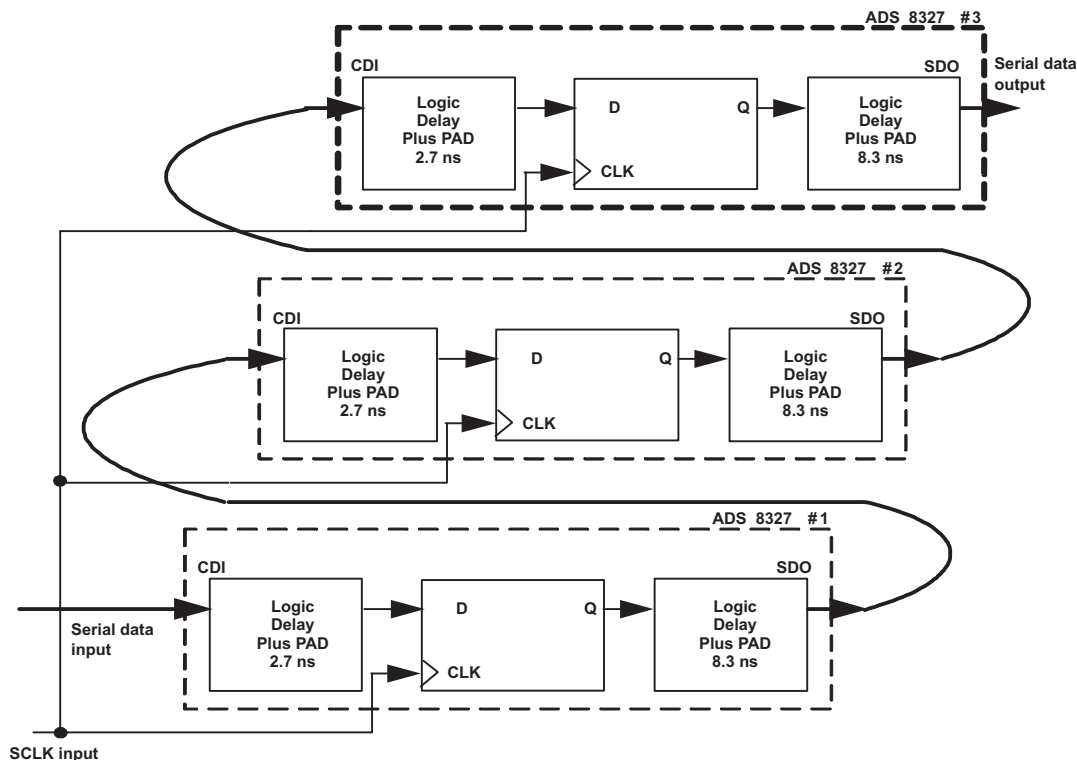 ADS 8327 #3
CDI
SDO
Serial data
output
Logic
Delay
Plus PAD
2.7 ns
D
Q
CLK
Logic
Delay
Plus PAD
8.3 ns
ADS 8327 #2
CDI
SDO
Logic
Delay
Plus PAD
2.7 ns
D
Q
CLK
Logic
Delay
Plus PAD
8.3 ns
ADS 8327 #1
CDI
SDO
Serial data
input
Logic
Delay
Plus PAD
2.7 ns
D
Q
CLK
Logic
Delay
Plus PAD
8.3 ns
SCLK input